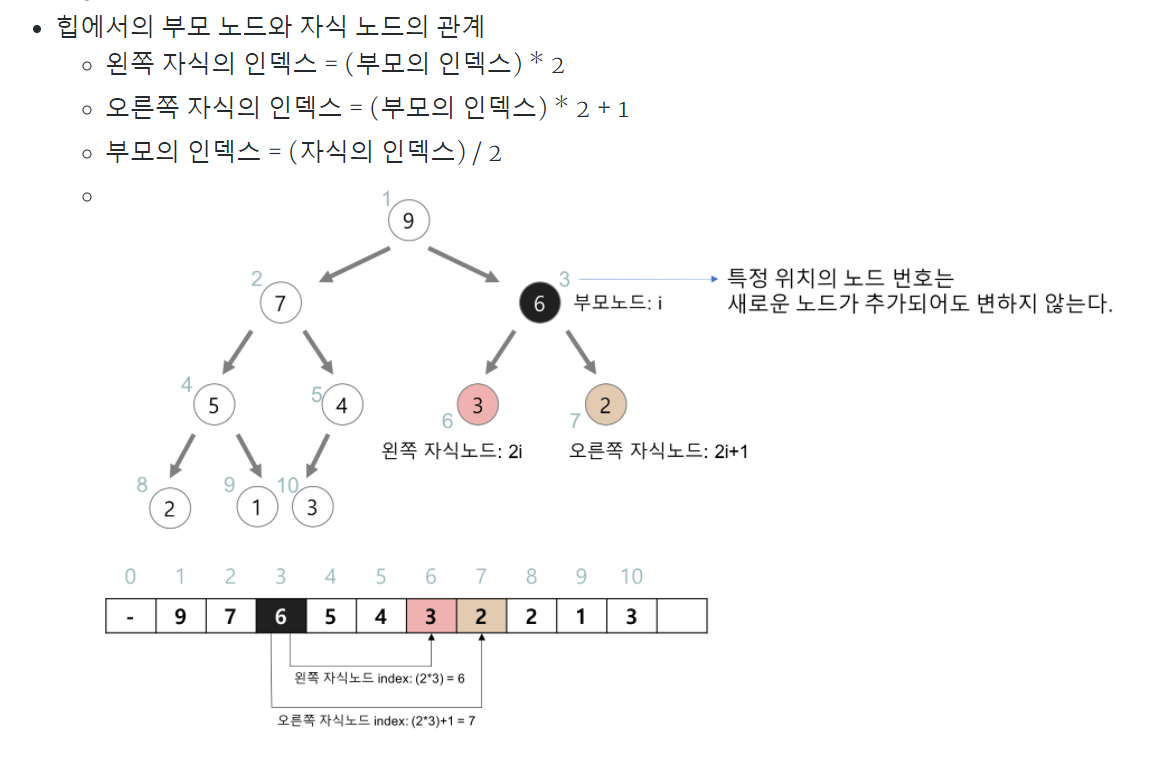 힙에서의 부모 노드와 자식 노드의 관계
왼쪽 자식의 인덱스 = (부모의 인덱스) * 2
오른쪽 자식의 인덱스 = (부모의 인덱스) * 2 + 1
부모의 인덱스 = (자식의 인덱스) / 2
1
9
2
7
3
6
부모노드: i
특정 위치의 노드 번호는
새로운 노드가 추가되어도 변하지 않는다.
4
5
5
4
6
3
7
2
왼쪽 자식노드: 2i
오른쪽 자식노드: 2i+1
8
2
9
1
10
3
0 1 2 3 4 5 6 7 8 9 10
- 9 7 6 5 4 3 2 2 1 3
왼쪽 자식노드 index: (2*3) = 6
오른쪽 자식노드 index: (2*3)+1 = 7